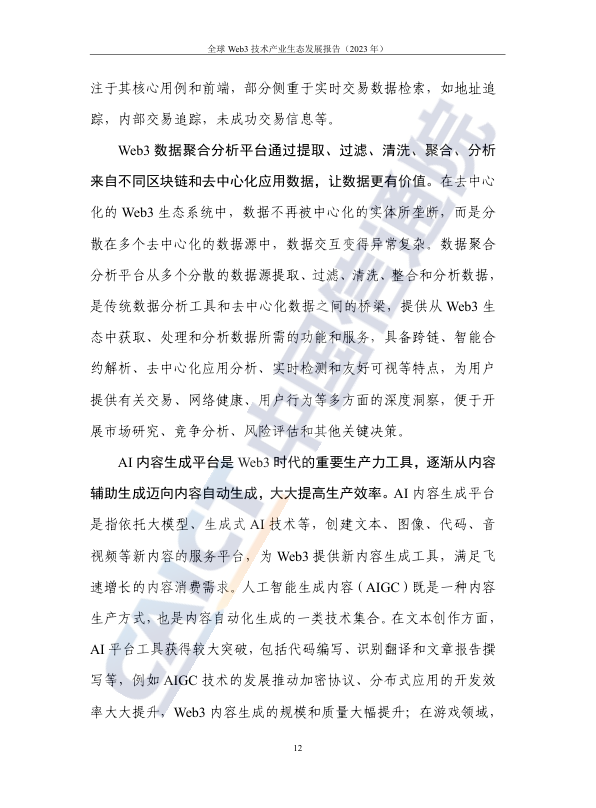 全球 Web3 技术产业生态发展报告（2023 年）
注于其核心用例和前端，部分侧重于实时交易数据检索，如地址追
踪，内部交易追踪，未成功交易信息等。
Web3 数据聚合分析平台通过提取、过滤、清洗、聚合、分析
来自不同区块链和去中心化应用数据，让数据更有价值。在去中心
化的 Web3 生态系统中，数据不再被中心化的实体所垄断，而是分
散在多个去中心化的数据源中，数据交互变得异常复杂。数据聚合
分析平台从多个分散的数据源提取、过滤、清洗、整合和分析数据，
是传统数据分析工具和去中心化数据之间的桥梁，提供从 Web3 生
态中获取、处理和分析数据所需的功能和服务，具备跨链、智能合
约解析、去中心化应用分析、实时检测和友好可视等特点，为用户
提供有关交易、网络健康、用户行为等多方面的深度洞察，便于开
展市场研究、竞争分析、风险评估和其他关键决策。
AI 内容生成平台是 Web3 时代的重要生产力工具，逐渐从内容
辅助生成迈向内容自动生成，大大提高生产效率。AI 内容生成平台
是指依托大模型、生成式 AI 技术等，创建文本、图像、代码、音
视频等新内容的服务平台，为 Web3 提供新内容生成工具，满足飞
速增长的内容消费需求。人工智能生成内容（AIGC）既是一种内容
生产方式，也是内容自动化生成的一类技术集合。在文本创作方面，
AI 平台工具获得较大突破，包括代码编写、识别翻译和文章报告撰
写等，例如 AIGC 技术的发展推动加密协议、分布式应用的开发效
率大大提升，Web3 内容生成的规模和质量大幅提升；在游戏领域，
12
CAICT 中国信通院